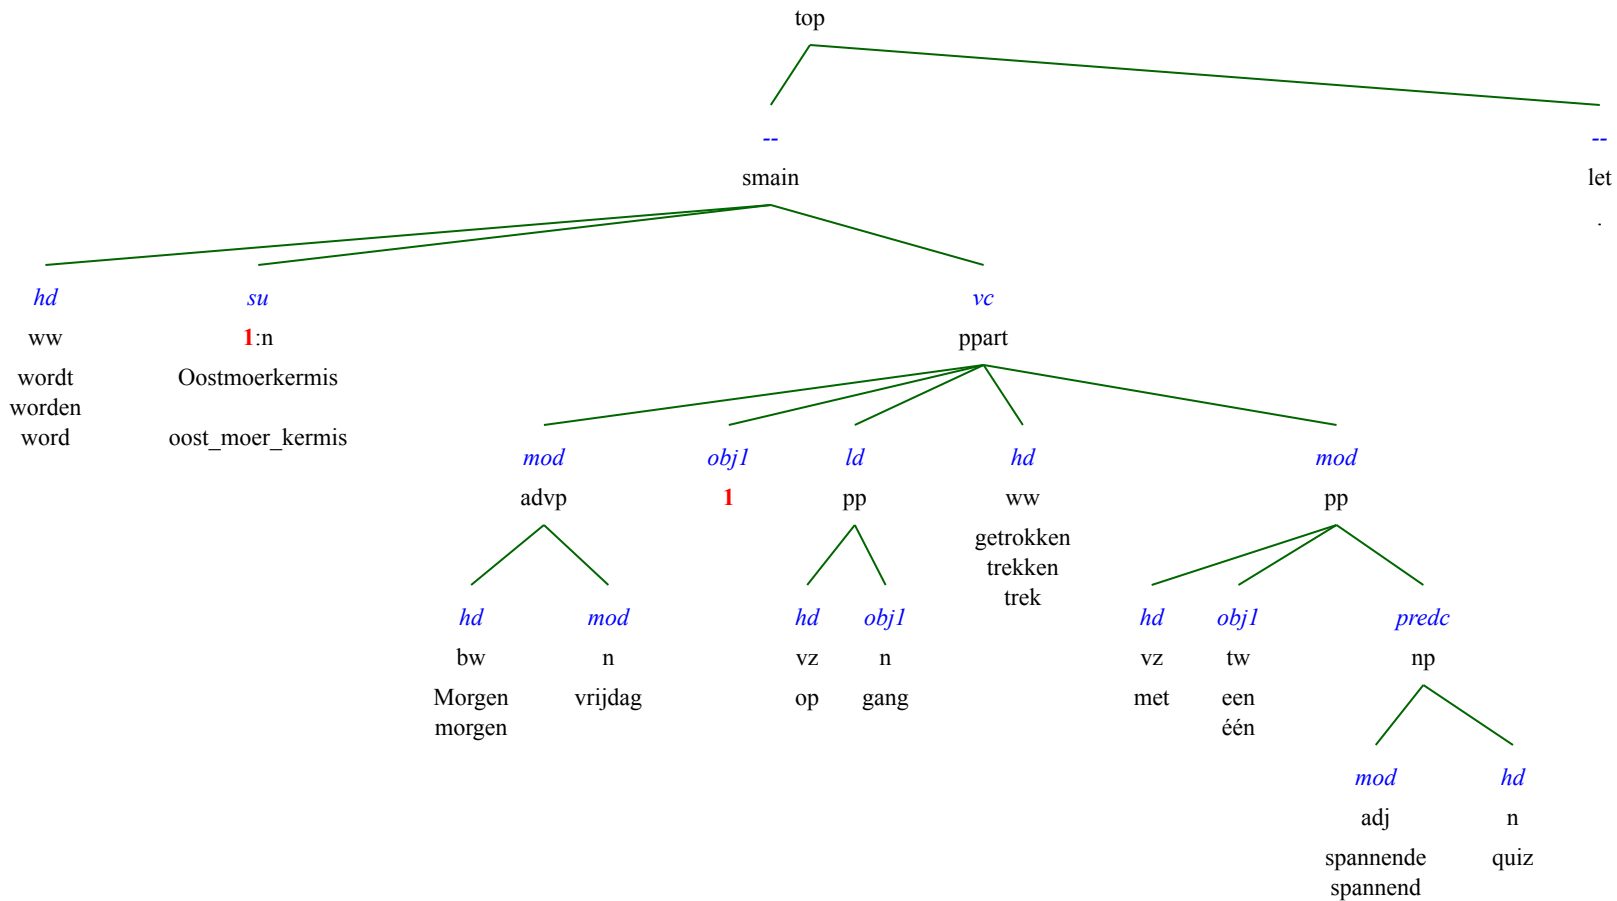 top
-- --
smain let
.
hd su vc
ww 1:n ppart
wordt Oostmoerkermis
worden
word oost_moer_kermis
mod obj1 ld hd mod
advp 1 pp ww pp
getrokken
trekken
trek
hd mod hd obj1 hd obj1 predc
bw n vz n vz tw np
Morgen vrijdag op gang met een
morgen één
mod hd
adj n
spannende quiz
spannend